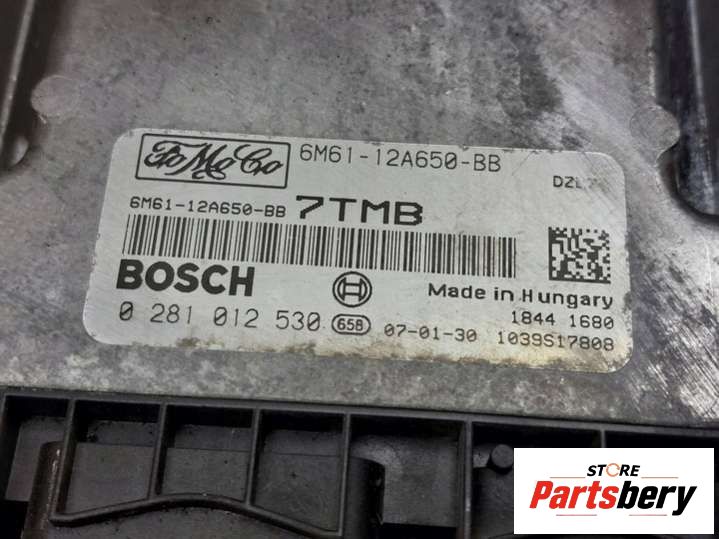 FoMoCo 6M61-12A650-BB
6M61-12A650-BB 7TMB
BOSCH Made in Hungary
0 281 012 530 658 07-01-30
1844 1680
1039S17808
STORE
Partsbery